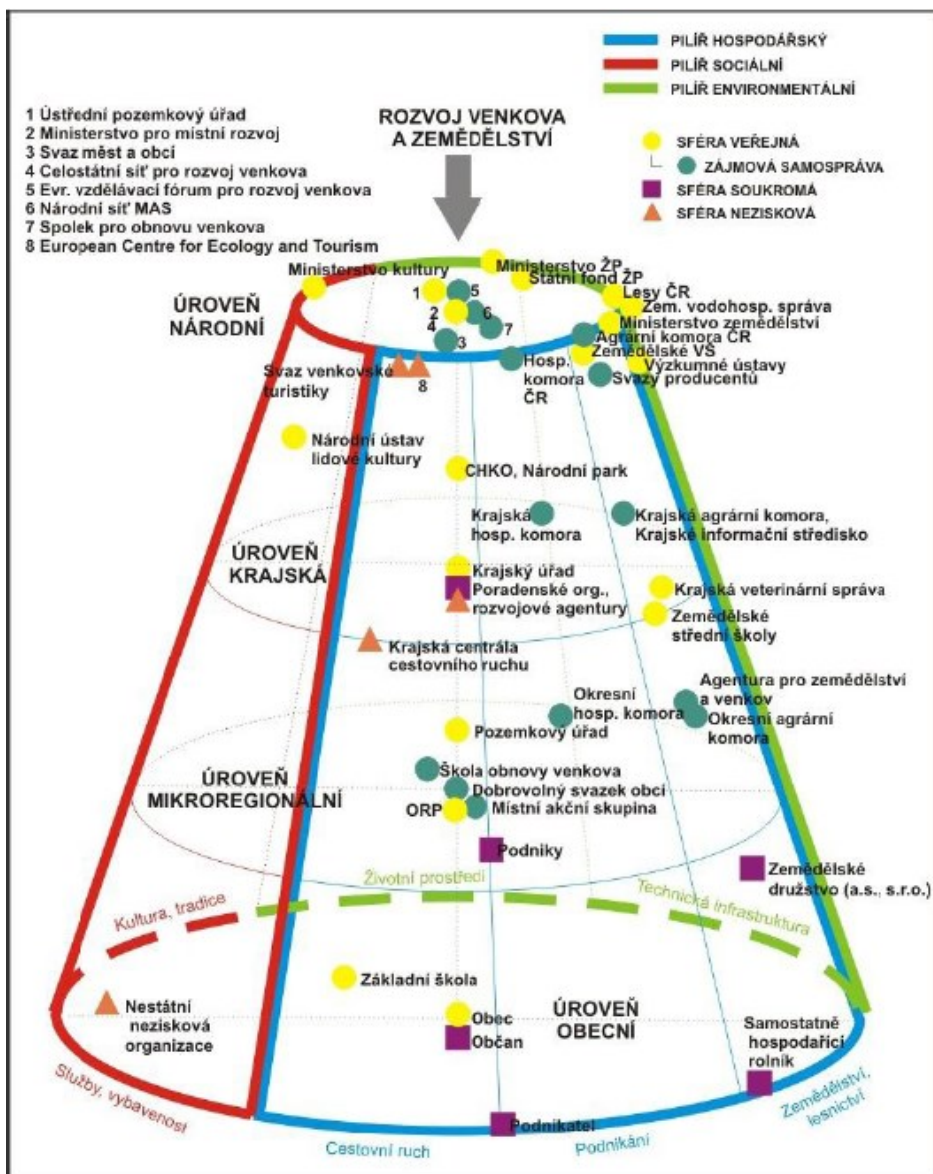 PILÍŘ HOSPODÁŘSKÝ
PILÍŘ SOCIÁLNÍ
PILÍŘ ENVIRONMENTÁLNÍ
1 Ústřední pozemkový úřad
2 Ministerstvo pro místní rozvoj
3 Svaz měst a obcí
4 Celostátní síť pro rozvoj venkova
5 Evr. vzdělávací fórum pro rozvoj venkova
6 Národní síť MAS
7 Spolek pro obnovu venkova
8 European Centre for Ecology and Tourism
ROZVOJ VENKOVA
A ZEMĚDĚLSTVÍ
SFÉRA VEŘEJNÁ
ZÁJMOVÁ SAMOSPRÁVA
SFÉRA SOUKROMÁ
SFÉRA NEZISKOVÁ
Ministerstvo kultury
Ministerstvo ŽP
Státní fond ŽP
Lesy ČR
Zem. vodohosp. správa
Ministerstvo zemědělství
Agrární komora ČR
Zemědělské VŠ
Výzkumné ústavy
Svazy producentů
ÚROVEŇ
NÁRODNÍ
1
5
2
6
4
7
3
8
Hosp.
komora
ČR
Svaz venkovské
turistiky
Národní ústav
lidové kultury
CHKO, Národní park
Krajská
hosp. komora
Krajská agrární komora,
Krajské informační středisko
ÚROVEŇ
KRAJSKÁ
Krajský úřad
Poradenské org.,
rozvojové agentury
Krajská veterinární správa
Zemědělské
střední školy
Krajská centrála
cestovního ruchu
Okresní
hosp. komora
Agentura pro zemědělství
a venkov
Okresní agrární
komora
Pozemkový úřad
ÚROVEŇ
MIKROREGIONÁLNÍ
Škola obnovy venkova
Dobrovolný svazek obcí
ORP
Místní akční skupina
Podniky
Zemědělské
družstvo (a.s., s.r.o.)
Životní prostředí
Kultura, tradice
Technická infrastruktura
Základní škola
Nestátní
nezisková
organizace
Obec
Občan
ÚROVEŇ
OBECNÍ
Samostatně
hospodařící
rolník
Služby, vybavenost
Cestovní ruch
Podnikatel
Podnikání
Zemědělství,
lesnictví